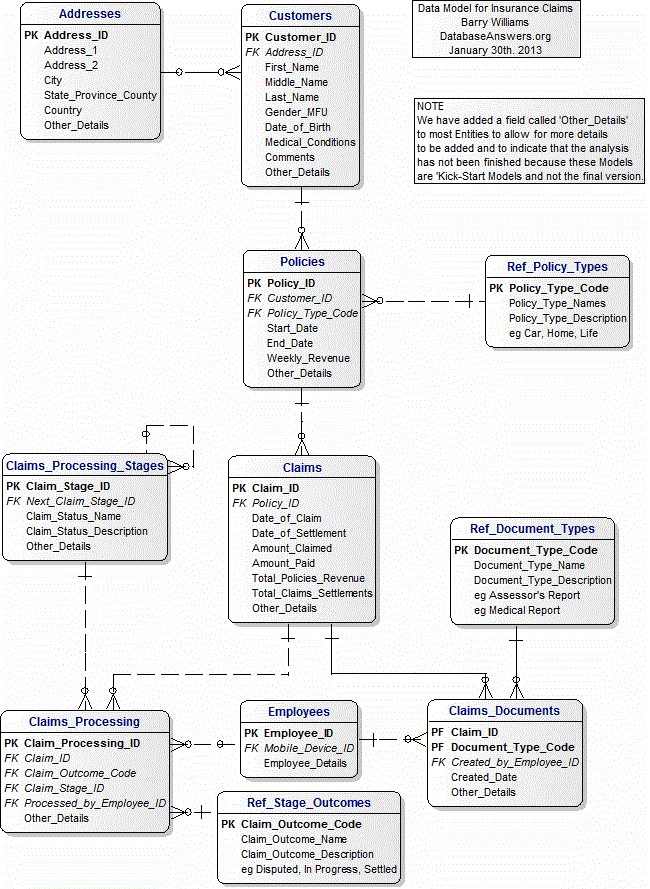 Addresses
PK Address_ID
Address_1
Address_2
City
State_Province_County
Country
Other_Details
Customers
PK Customer_ID
FK Address_ID
First_Name
Middle_Name
Last_Name
Gender_MFU
Date_of_Birth
Medical_Conditions
Comments
Other_Details
Data Model for Insurance Claims
Barry Williams
DatabaseAnswers.org
January 30th. 2013
NOTE
We have added a field called 'Other_Details'
to most Entities to allow for more details
to be added and to indicate that the analysis
has not been finished because these Models
are 'Kick-Start Models and not the final version.
Policies
PK Policy_ID
FK Customer_ID
FK Policy_Type_Code
Start_Date
End_Date
Weekly_Revenue
Other_Details
Ref_Policy_Types
PK Policy_Type_Code
Policy_Type_Names
Policy_Type_Description
eg Car, Home, Life
Claims_Processing_Stages
PK Claim_Stage_ID
FK Next_Claim_Stage_ID
Claim_Status_Name
Claim_Status_Description
Other_Details
Claims
PK Claim_ID
FK Policy_ID
Date_of_Claim
Date_of_Settlement
Amount_Claimed
Amount_Paid
Total_Policies_Revenue
Total_Claims_Settlements
Other_Details
Ref_Document_Types
PK Document_Type_Code
Document_Type_Name
Document_Type_Description
eg Assessor's Report
eg Medical Report
Claims_Processing
PK Claim_Processing_ID
FK Claim_ID
FK Claim_Outcome_Code
FK Claim_Stage_ID
FK Processed_by_Employee_ID
Other_Details
Employees
PK Employee_ID
FK Mobile_Device_ID
Employee_Details
Claims_Documents
PF Claim_ID
PF Document_Type_Code
FK Created_by_Employee_ID
Created_Date
Other_Details
Ref_Stage_Outcomes
PK Claim_Outcome_Code
Claim_Outcome_Name
Claim_Outcome_Description
eg Disputed, In Progress, Settled